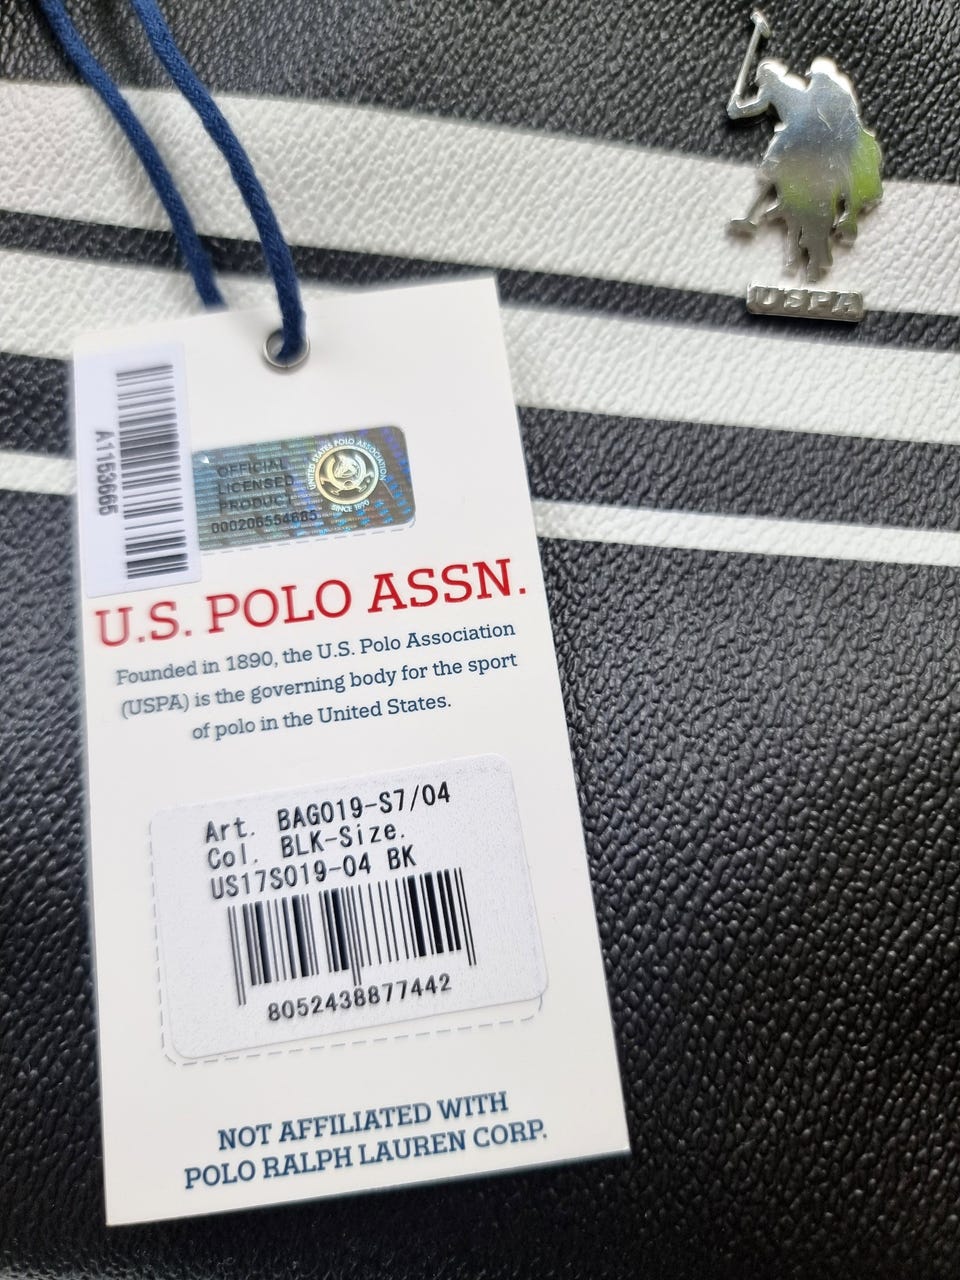 USPA
A1153665
OFFICIAL
LICENSED
PRODUCT
000206554685
UNITED STATES POLO ASSOCIATION
SINCE 1890
U.S. POLO ASSN.
Founded in 1890, the U.S. Polo Association
(USPA) is the governing body for the sport
of polo in the United States.
Art. BAG019-S7/04
Col. BLK-Size.
US17S019-04 BK
8052438877442
NOT AFFILIATED WITH
POLO RALPH LAUREN CORP.